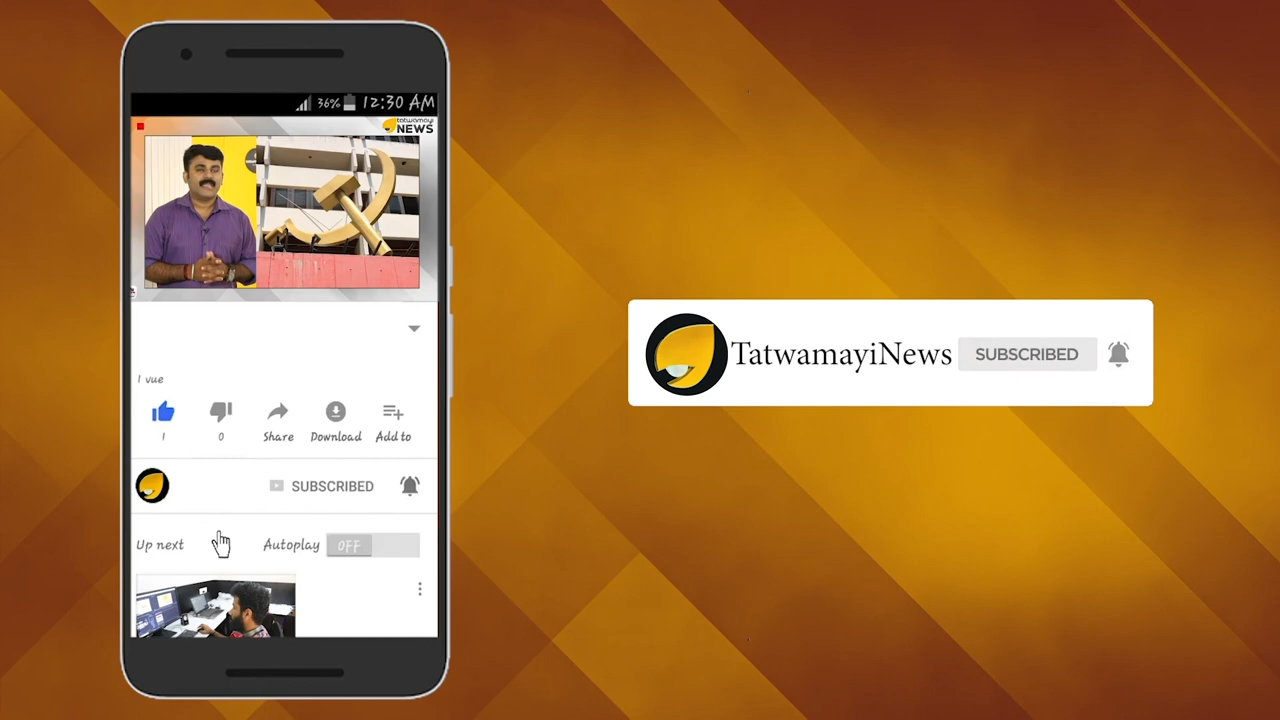 36% 12:30 AM
tatwamayi
NEWS
1 vue
1 0 Share Download Add to
SUBSCRIBED
Up next Autoplay OFF
TatwamayiNews SUBSCRIBED